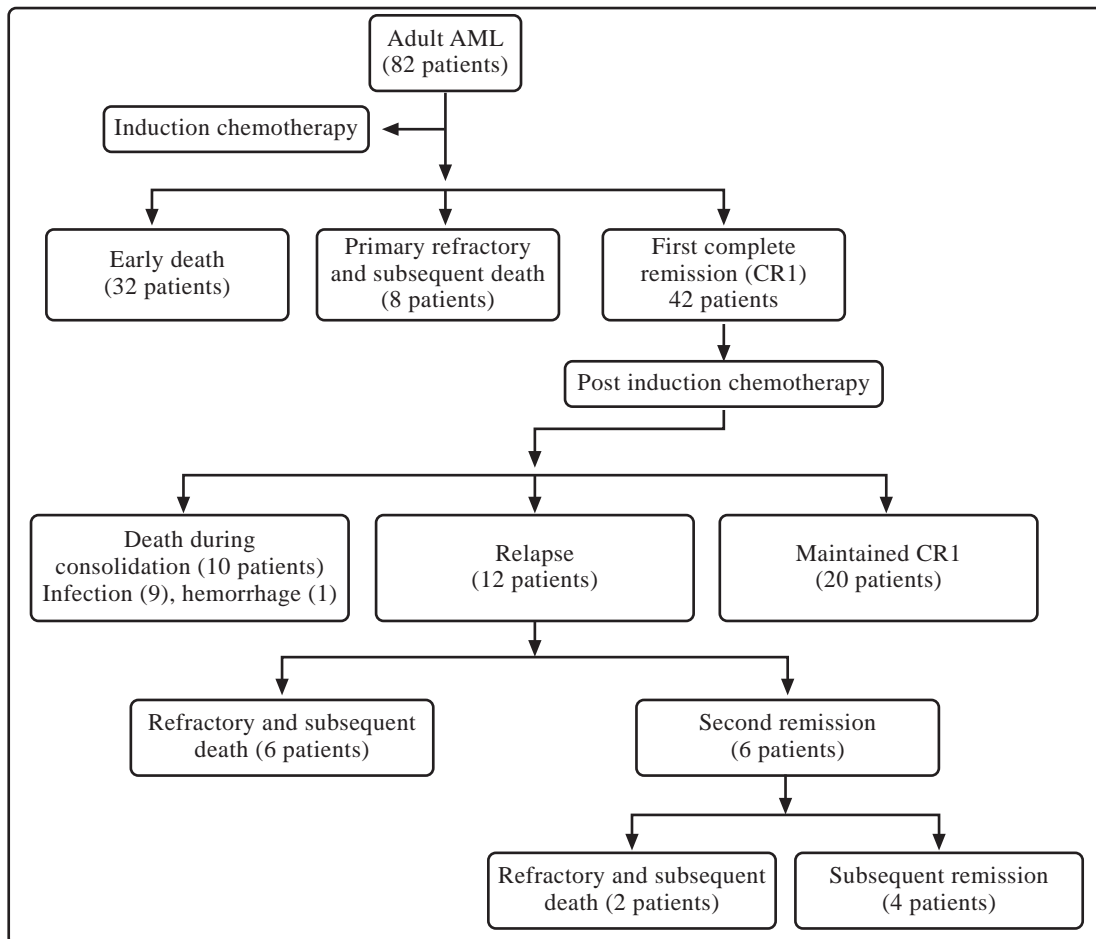 Adult AML
(82 patients)
Induction chemotherapy
Early death
(32 patients)
Primary refractory
and subsequent death
(8 patients)
First complete
remission (CR1)
42 patients
Post induction chemotherapy
Death during
consolidation (10 patients)
Infection (9), hemorrhage (1)
Relapse
(12 patients)
Maintained CR1
(20 patients)
Refractory and subsequent
death (6 patients)
Second remission
(6 patients)
Refractory and subsequent
death (2 patients)
Subsequent remission
(4 patients)